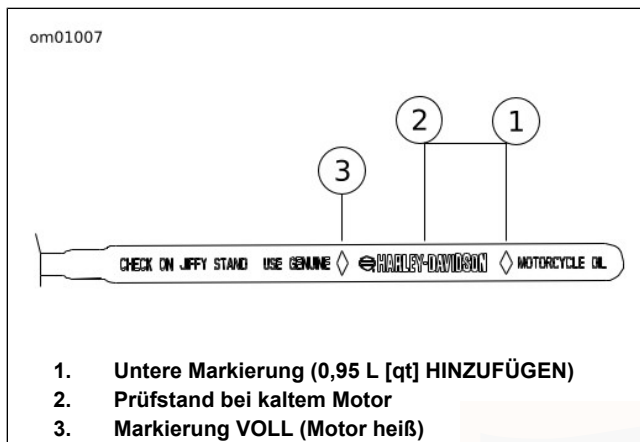 om01007
2
1
3
CHECK ON JIFFY STAND USE GENUINE HARLEY-DAVIDSON MOTORCYCLE OIL
1. Untere Markierung (0,95 L [qt] HINZUFÜGEN)
2. Prüfstand bei kaltem Motor
3. Markierung VOLL (Motor heiß)